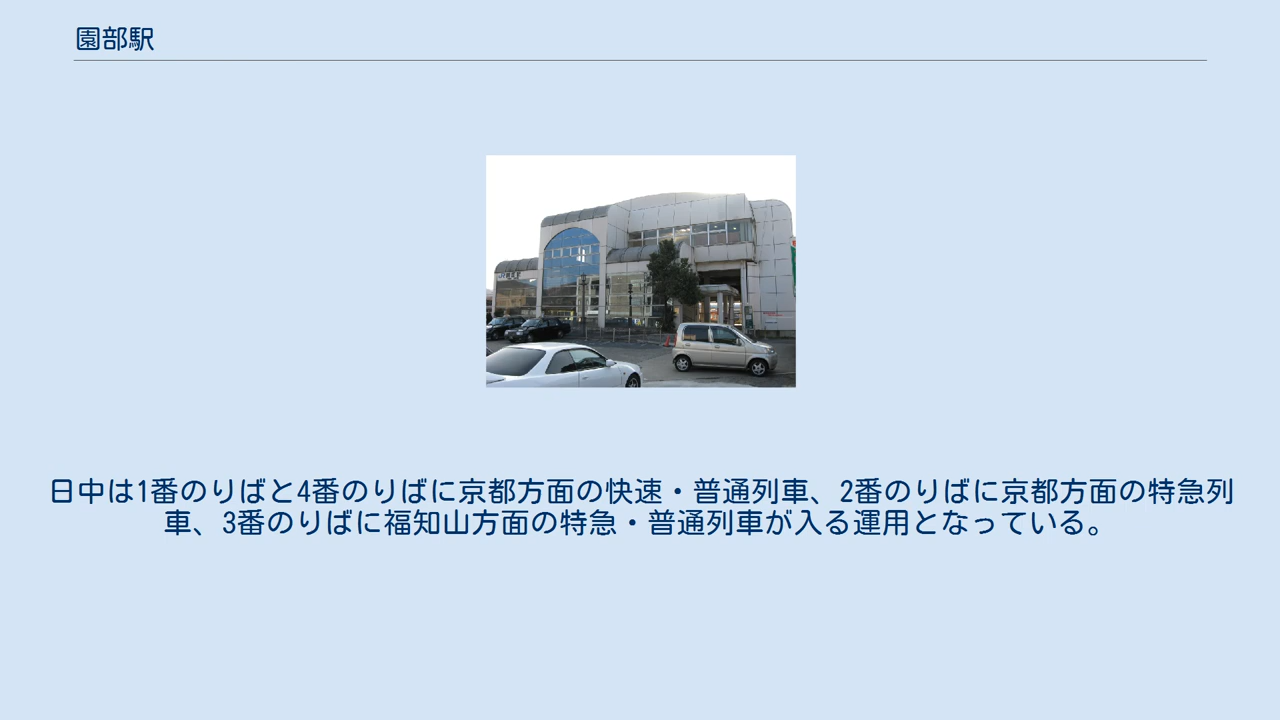 園部駅
日中は1番のりばと4番のりばに京都方面の快速・普通列車、2番のりばに京都方面の特急列
車、3番のりばに福知山方面の特急・普通列車が入る運用となっている。